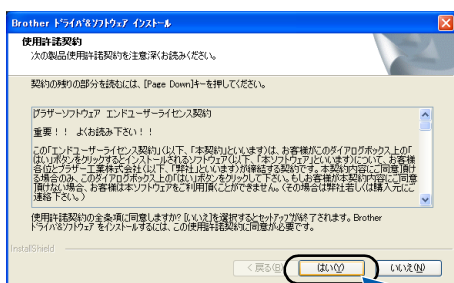 Brother ﾄﾞﾗｲﾊﾞ&ｿﾌﾄｳｪｱ ｲﾝｽﾄｰﾙ
使用許諾契約
次の製品使用許諾契約を注意深くお読みください。
契約の残りの部分を読むには、[Page Down]キーを押してください。
ブラザーソフトウェア エンドユーザーライセンス契約
重要！！ よくお読み下さい！！
この「エンドユーザーライセンス契約」(以下、「本契約」といいます)は、お客様がこのダイアログボックス上の「
はい」ボタンをクリックするとインストールされるソフトウェア(以下、「本ソフトウェア」といいます)について、お客様
各位とブラザー工業株式会社(以下、「弊社」といいます)が締結する契約です。本契約内容にご同意頂け
る場合のみ、このダイアログボックス上の「はい」ボタンをクリックして下さい。もしお客様が本契約内容にご同意
頂けない場合、お客様は本ソフトウェアをご利用頂くことができません。(その場合は弊社若しくは購入元にご
連絡下さい。)
使用許諾契約の全条項に同意しますか? [いいえ]を選択するとセットアップが終了されます。Brother
ﾄﾞﾗｲﾊﾞ&ｿﾌﾄｳｪｱ をインストールするには、この使用許諾契約に同意が必要です。
InstallShield
< 戻る(B) はい(Y) いいえ(N)